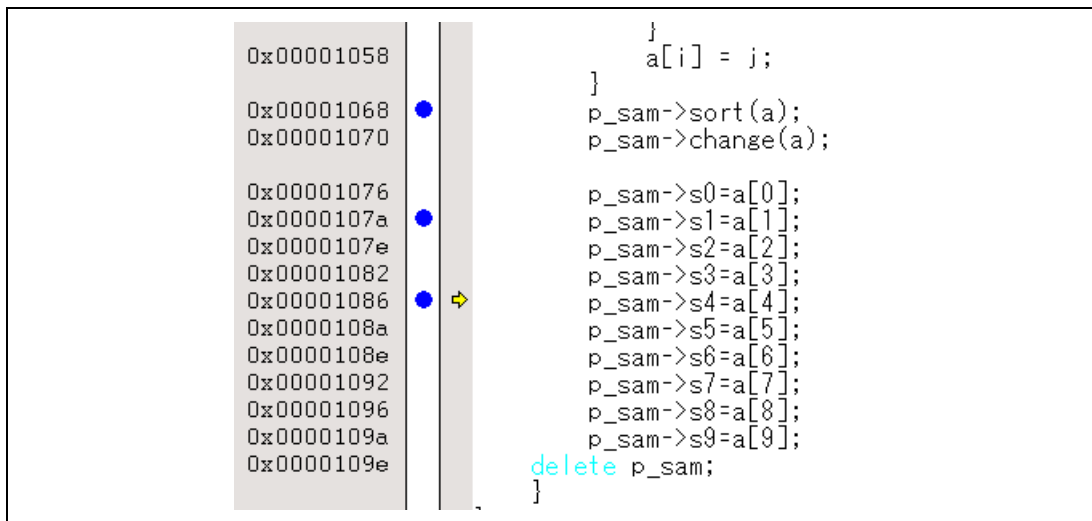 }
0x00001058 a[i] = j;
}
0x00001068 p_sam->sort(a);
0x00001070 p_sam->change(a);
0x00001076 p_sam->s0=a[0];
0x0000107a p_sam->s1=a[1];
0x0000107e p_sam->s2=a[2];
0x00001082 p_sam->s3=a[3];
0x00001086 p_sam->s4=a[4];
0x0000108a p_sam->s5=a[5];
0x0000108e p_sam->s6=a[6];
0x00001092 p_sam->s7=a[7];
0x00001096 p_sam->s8=a[8];
0x0000109a p_sam->s9=a[9];
0x0000109e delete p_sam;
}